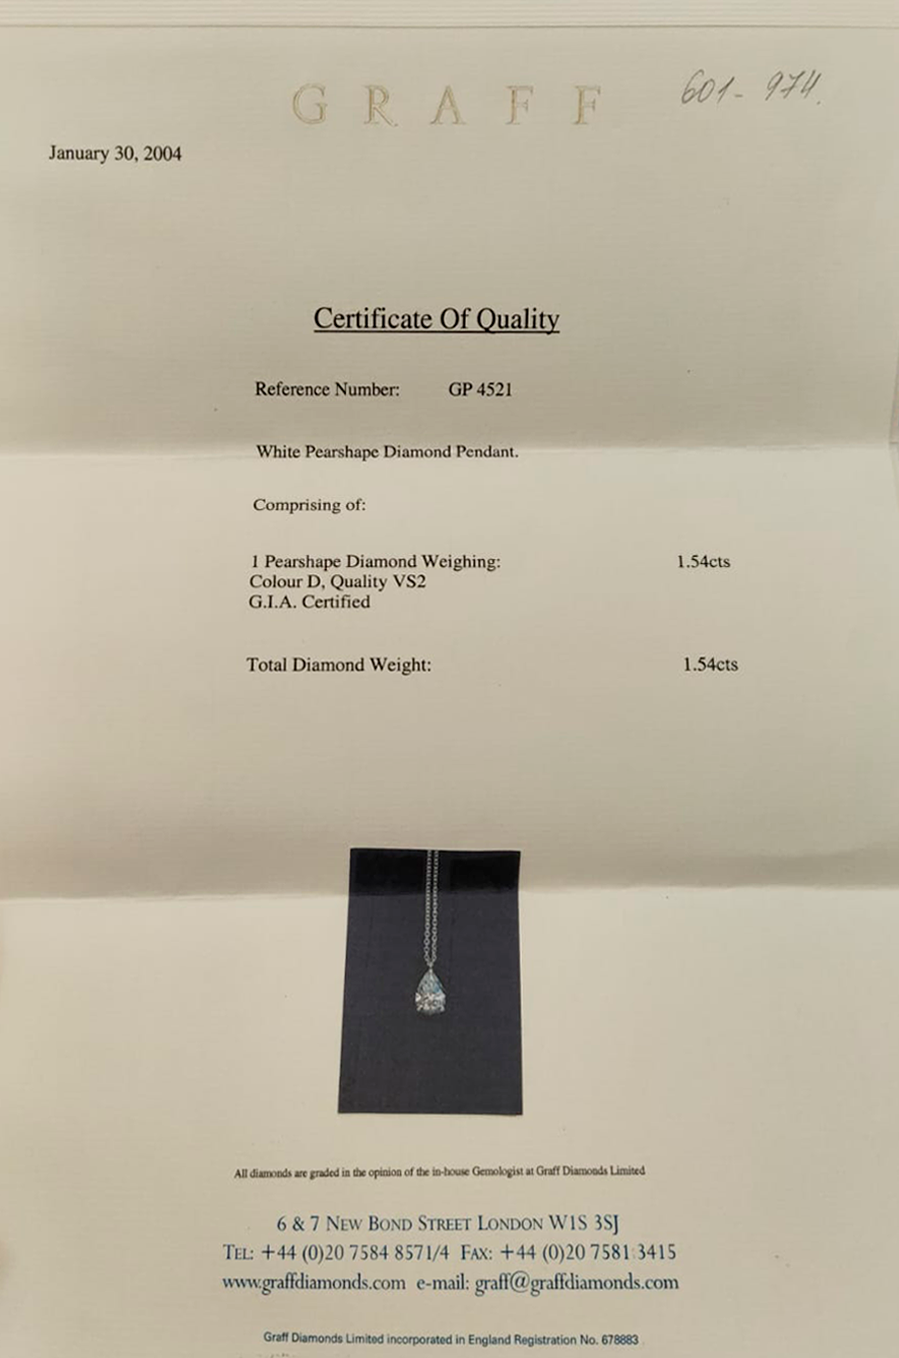 GRAFF
601-974.
January 30, 2004
Certificate Of Quality
Reference Number: GP 4521
White Pearshape Diamond Pendant.
Comprising of:
1 Pearshape Diamond Weighing: 1.54cts
Colour D, Quality VS2
G.I.A. Certified
Total Diamond Weight: 1.54cts
All diamonds are graded in the opinion of the in-house Gemologist at Graff Diamonds Limited
6 & 7 NEW BOND STREET LONDON W1S 3SJ
TEL: +44 (0)20 7584 8571/4 FAX: +44 (0)20 7581 3415
www.graffdiamonds.com e-mail: graff@graffdiamonds.com
Graff Diamonds Limited incorporated in England Registration No. 678883